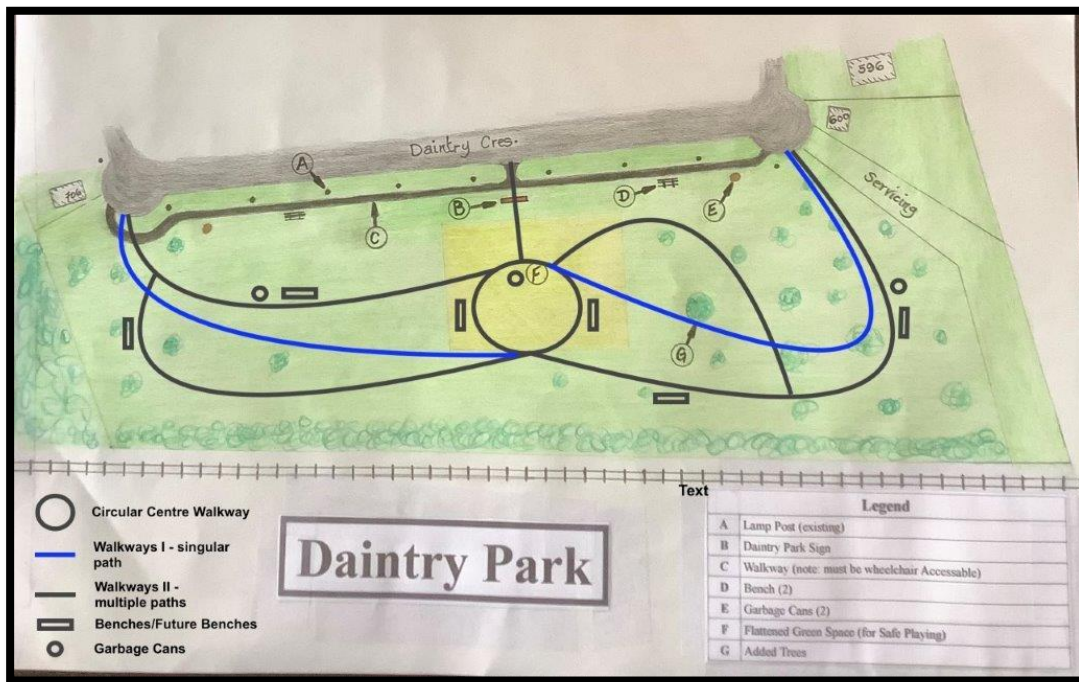 596
600
Daintry Cres.
A
704
Servicing
D
B
E
C
F
G
Text
Circular Centre Walkway
Walkways I - singular
path
Walkways II -
multiple paths
Benches/Future Benches
Garbage Cans
Daintry Park
Legend
A Lamp Post (existing)
B Daintry Park Sign
C Walkway (note: must be wheelchair Accessable)
D Bench (2)
E Garbage Cans (2)
F Flattened Green Space (for Safe Playing)
G Added Trees